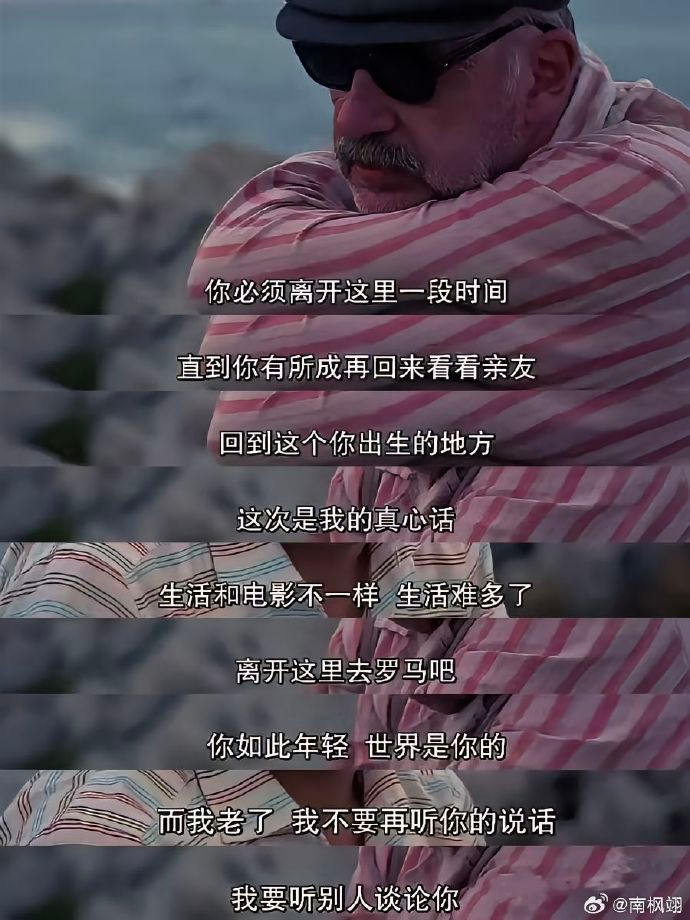 你必须离开这里一段时间
直到你有所成再回来看看亲友
回到这个你出生的地方
这次是我的真心话
生活和电影不一样 生活难多了
离开这里去罗马吧
你如此年轻 世界是你的
而我老了 我不要再听你的说话
我要听别人谈论你
@南枫翊